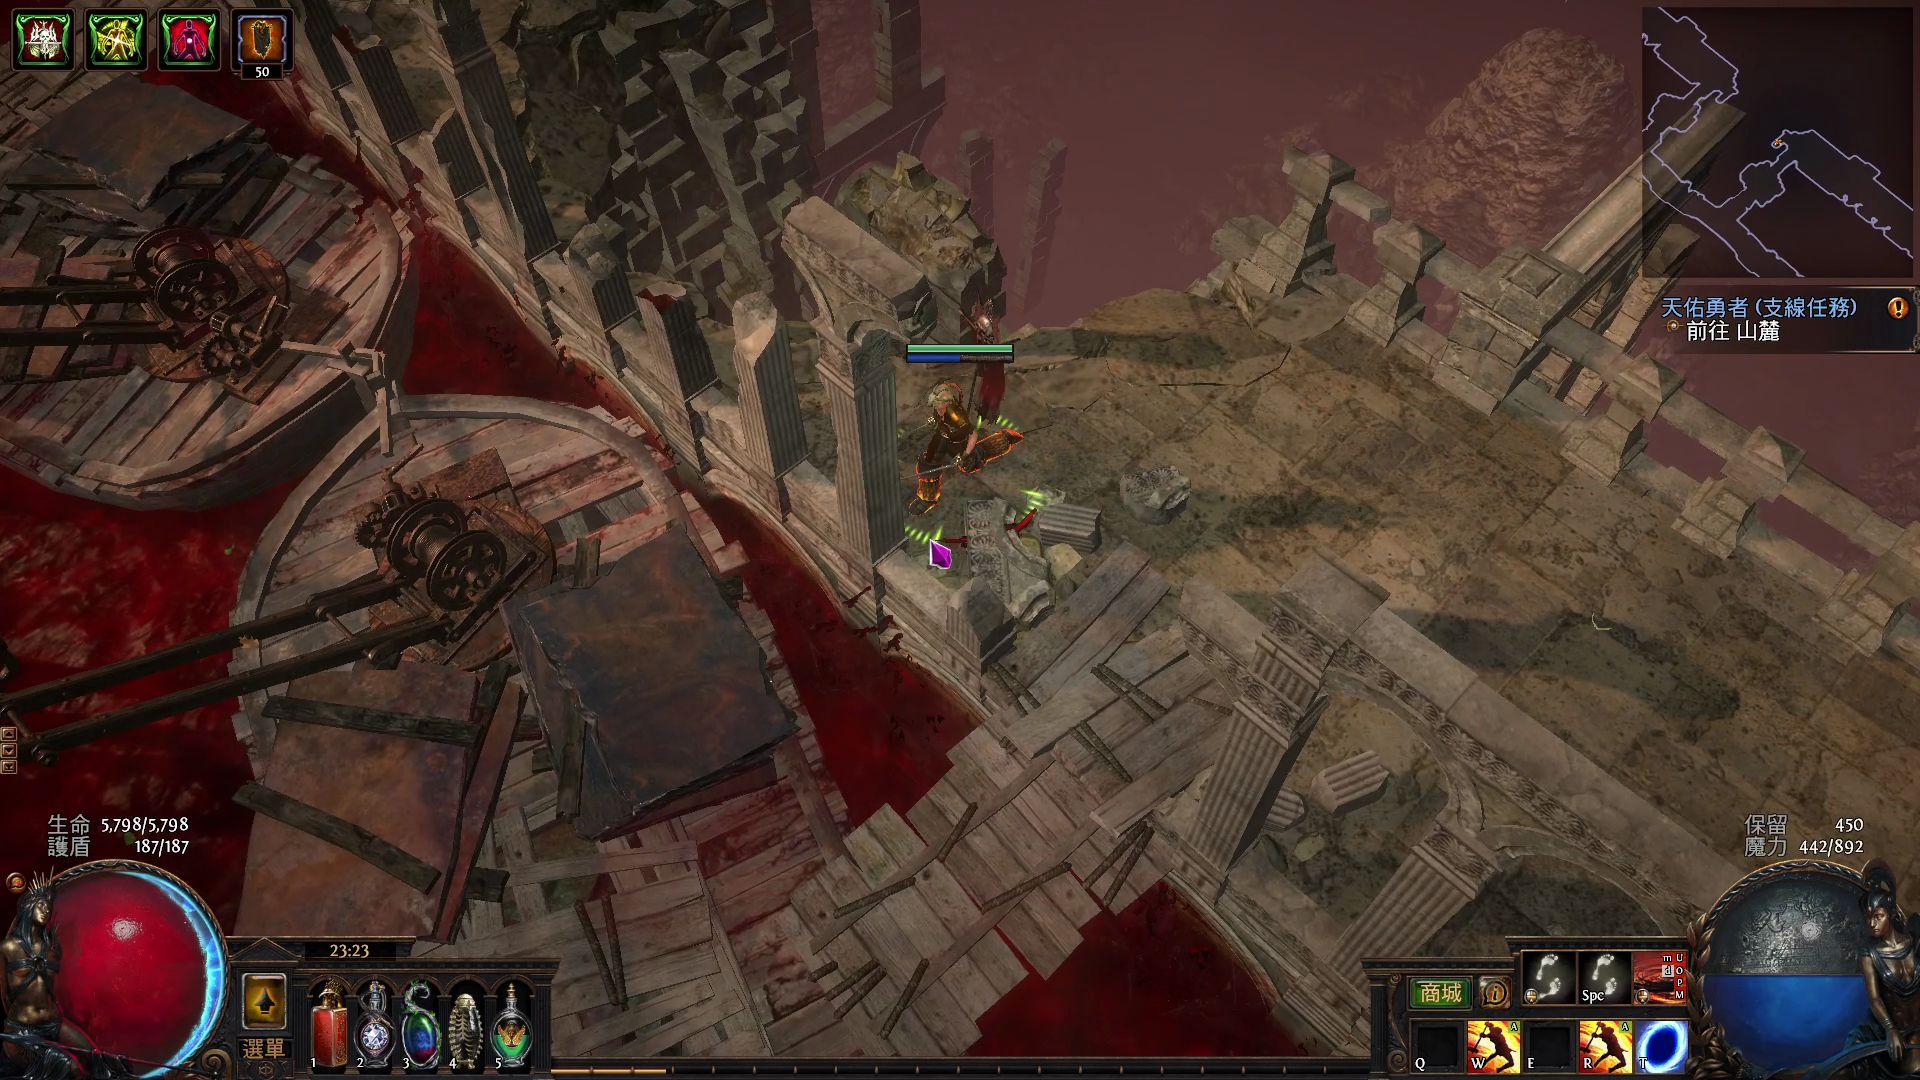 50
天佑勇者 (支線任務)
前往 山麓
生命 5,798/5,798
護盾 187/187
保留 450
魔力 442/892
23:23
選單
1 2 3 4 5
商城
Spc
Q W E R T